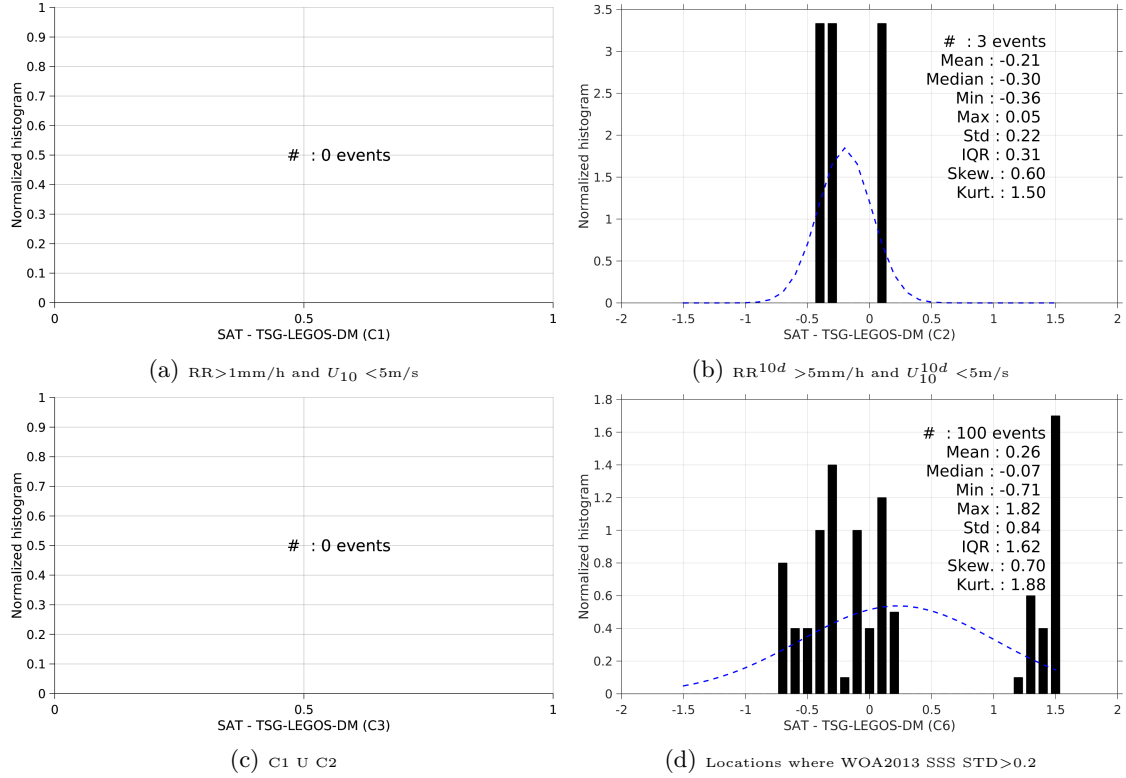 1
0.9
0.8
0.7
0.6
0.5
0.4
0.3
0.2
0.1
0
Normalized histogram
# : 0 events
0 0.5 1
SAT - TSG-LEGOS-DM (C1)
(a) RR>1mm/h and U10 <5m/s
3.5
3
2.5
2
1.5
1
0.5
0
Normalized histogram
# : 3 events
Mean : -0.21
Median : -0.30
Min : -0.36
Max : 0.05
Std : 0.22
IQR : 0.31
Skew. : 0.60
Kurt. : 1.50
-2 -1.5 -1 -0.5 0 0.5 1 1.5 2
SAT - TSG-LEGOS-DM (C2)
(b) RR10d >5mm/h and U10d10 <5m/s
1
0.9
0.8
0.7
0.6
0.5
0.4
0.3
0.2
0.1
0
Normalized histogram
# : 0 events
0 0.5 1
SAT - TSG-LEGOS-DM (C3)
(c) C1 U C2
1.8
1.6
1.4
1.2
1
0.8
0.6
0.4
0.2
0
Normalized histogram
# : 100 events
Mean : 0.26
Median : -0.07
Min : -0.71
Max : 1.82
Std : 0.84
IQR : 1.62
Skew. : 0.70
Kurt. : 1.88
-2 -1.5 -1 -0.5 0 0.5 1 1.5 2
SAT - TSG-LEGOS-DM (C6)
(d) Locations where WOA2013 SSS STD>0.2